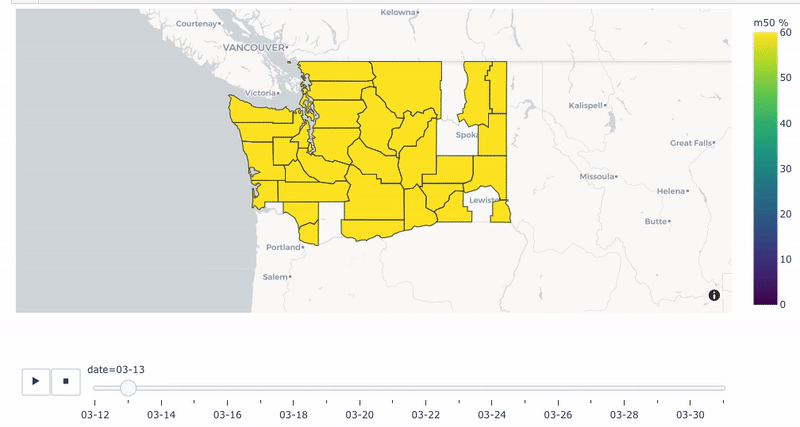 Kelowna
Courtenay
VANCOUVER
Victoria
Kalispell
Spoka
Great Falls
Missoula
Helena
Lewisto
Butte
Portland
Salem
m50 %
60
50
40
30
20
10
0
date=03-13
03-12 03-14 03-16 03-18 03-20 03-22 03-24 03-26 03-28 03-30